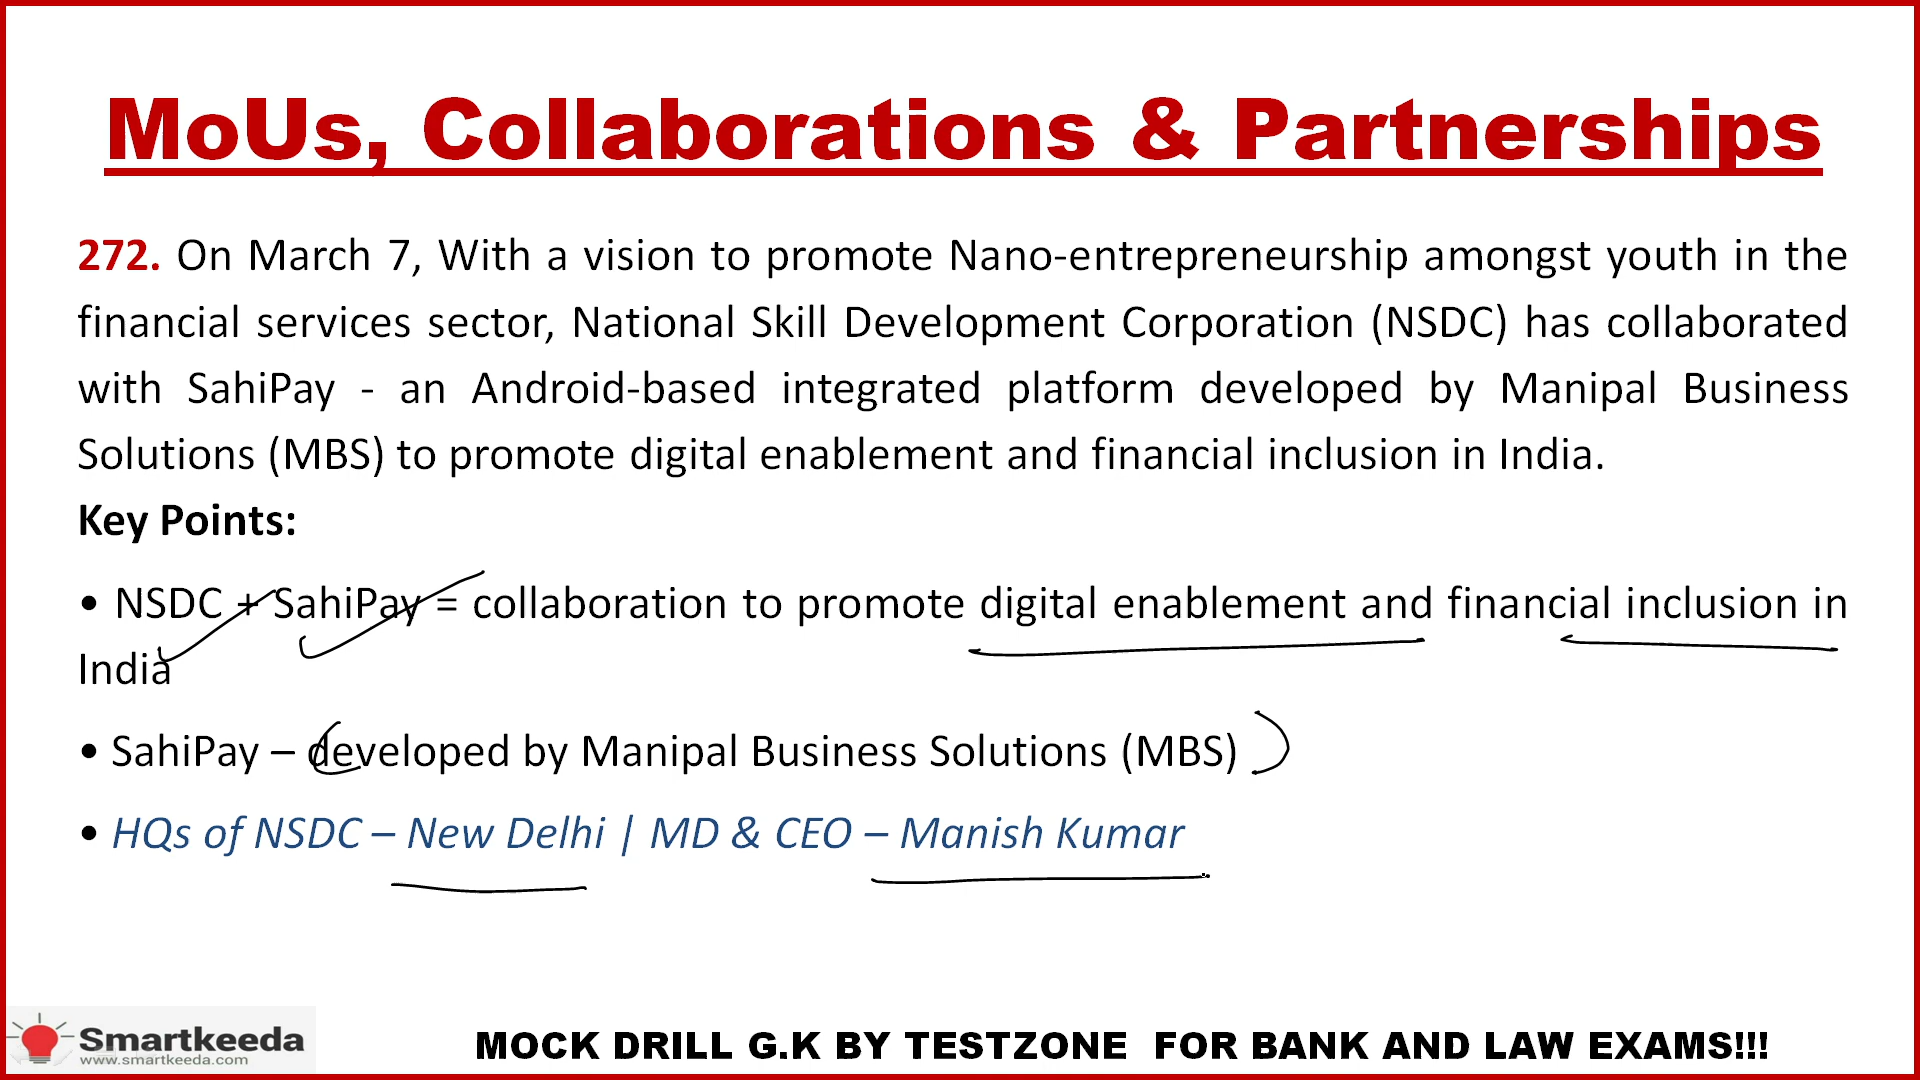 MoUs, Collaborations & Partnerships
272. On March 7, With a vision to promote Nano-entrepreneurship amongst youth in the
financial services sector, National Skill Development Corporation (NSDC) has collaborated
with SahiPay - an Android-based integrated platform developed by Manipal Business
Solutions (MBS) to promote digital enablement and financial inclusion in India.
Key Points:
• NSDC + SahiPay = collaboration to promote digital enablement and financial inclusion in
India
• SahiPay – developed by Manipal Business Solutions (MBS)
• HQs of NSDC – New Delhi | MD & CEO – Manish Kumar
Smartkeeda
www.smartkeeda.com
MOCK DRILL G.K BY TESTZONE FOR BANK AND LAW EXAMS!!!